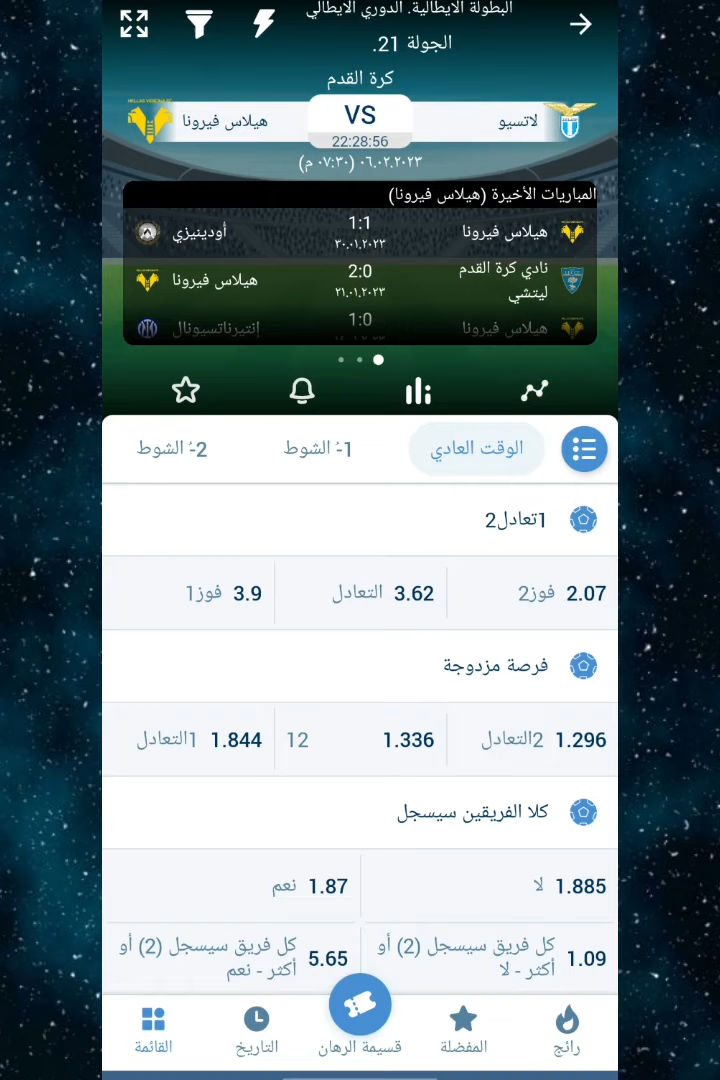 البطولة الايطالية. الدوري الايطالي
الجولة 21.
كرة القدم
لاتسيو
VS
هيلاس فيرونا
22:28:56
٠٦.٠٢.٢٠٢٣ (٠٧:٣٠ م)
المباريات الأخيرة (هيلاس فيرونا)
هيلاس فيرونا
1:1
أودينيزي
٣٠.٠١.٢٠٢٣
نادي كرة القدم
ليتشي
2:0
هيلاس فيرونا
٢١.٠١.٢٠٢٣
هيلاس فيرونا
1:0
إنتيرناتسيونال
الوقت العادي
1-ُ الشوط
2-ُ الشوط
1تعادل2
2.07 فوز2
3.62 التعادل
3.9 فوز1
فرصة مزدوجة
1.296 2التعادل
1.336 12
1.844 1التعادل
كلا الفريقين سيسجل
1.885 لا
1.87 نعم
1.09 كل فريق سيسجل (2) أو
أكثر - لا
5.65 كل فريق سيسجل (2) أو
أكثر - نعم
رائج
المفضلة
قسيمة الرهان
التاريخ
القائمة